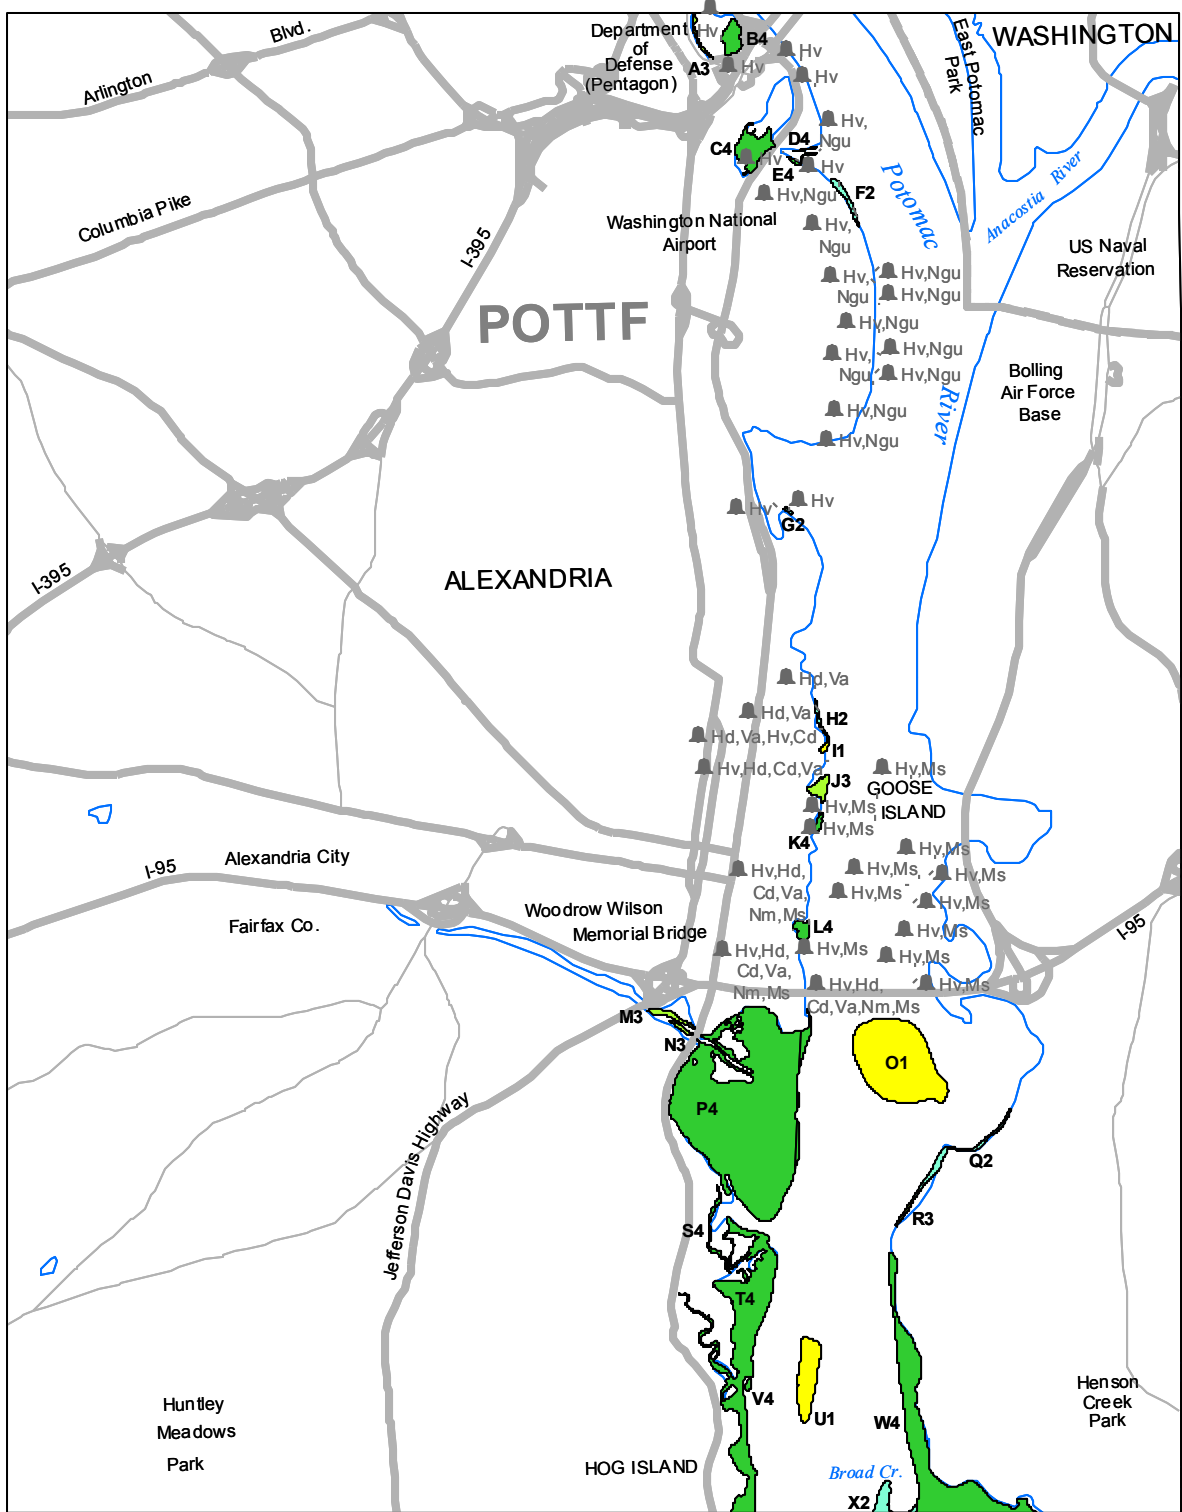 Blvd.
Arlington
Columbia Pike
I-395
Department
of
Defense
(Pentagon)
Hv
B4
A3
Hv
Hv
Hv
East Potomac
Park
WASHINGTON
Hv,
Ngu
C4
Hv
D4
E4
Hv
Hv,Ngu
F2
Potomac
Anacostia River
Washington National
Airport
Hv,
Ngu
US Naval
Reservation
POTTF
Hv,
Ngu
Hv,Ngu
Hv,Ngu
Hv,Ngu
Hv,
Ngu
Hv,Ngu
Hv,Ngu
Hv,Ngu
Hv,Ngu
River
Bolling
Air Force
Base
Hv
Hv
G2
I-395
ALEXANDRIA
Hd,Va
Hd,Va
H2
Hd,Va,Hv,Cd
I1
Hv,Hd,Cd,Va
J3
Hv,Ms
GOOSE
ISLAND
Hv,Ms
Hv,Ms
K4
Hv,Ms
Hv,Ms
Hv,Ms
Hv,Ms
Hv,Ms
Hv,Ms
Hv,Ms
Hv,Ms
I-95
Alexandria City
Fairfax Co.
Hv,Hd,
Cd,Va,
Nm,Ms
Woodrow Wilson
Memorial Bridge
L4
Hv,Ms
Hv,Hd,
Cd,Va,
Nm,Ms
Hv,Hd,
Cd,Va,Nm,Ms
I-95
M3
N3
O1
P4
Q2
R3
Jefferson Davis Highway
S4
T4
V4
U1
W4
Huntley
Meadows
Park
Henson
Creek
Park
HOG ISLAND
Broad Cr.
X2